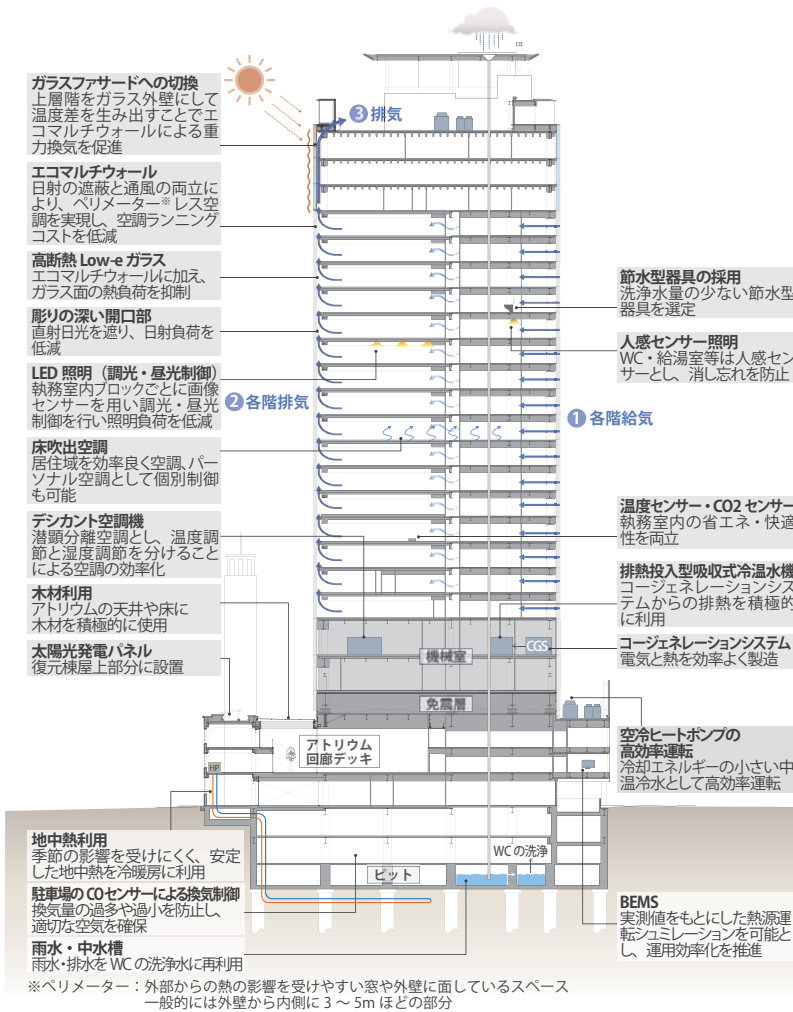 ガラスファサードへの切換
上層階をガラス外壁にして
温度差を生み出すことでエ
コマルチウォールによる重
力換気を促進
エコマルチウォール
日射の遮蔽と通風の両立に
より、ペリメーター※レス空
調を実現し、空調ランニング
コストを低減
高断熱 Low-e ガラス
エコマルチウォールに加え、
ガラス面の熱負荷を抑制
彫りの深い開口部
直射日光を遮り、日射負荷を
低減
LED 照明（調光・昼光制御）
執務室内ブロックごとに画像
センサーを用い調光・昼光
制御を行い照明負荷を低減
床吹出空調
居住域を効率良く空調、パー
ソナル空調として個別制御
も可能
デシカント空調機
潜顕分離空調とし、温度調
節と湿度調節を分けること
による空調の効率化
木材利用
アトリウムの天井や床に
木材を積極的に使用
太陽光発電パネル
復元棟屋上部分に設置
❸ 排気
❷ 各階排気
❶ 各階給気
節水型器具の採用
洗浄水量の少ない節水型
器具を選定
人感センサー照明
WC・給湯室等は人感セン
サーとし、消し忘れを防止
温度センサー・CO2 センサー
執務室内の省エネ・快適
性を両立
排熱投入型吸収式冷温水機
コージェネレーションシス
テムからの排熱を積極的
に利用
コージェネレーションシステム
電気と熱を効率よく製造
空冷ヒートポンプの
高効率運転
冷却エネルギーの小さい中
温冷水として高効率運転
BEMS
実測値をもとにした熱源運
転シュミレーションを可能と
し、運用効率化を推進
CGS
機械室
免震層
アトリウム
回廊デッキ
HP
WC の洗浄
ピット
地中熱利用
季節の影響を受けにくく、安定
した地中熱を冷暖房に利用
駐車場の CO センサーによる換気制御
換気量の過多や過小を防止し、
適切な空気を確保
雨水・中水槽
雨水・排水を WC の洗浄水に再利用
※ペリメーター：外部からの熱の影響を受けやすい窓や外壁に面しているスペース
一般的には外壁から内側に 3 ～ 5m ほどの部分